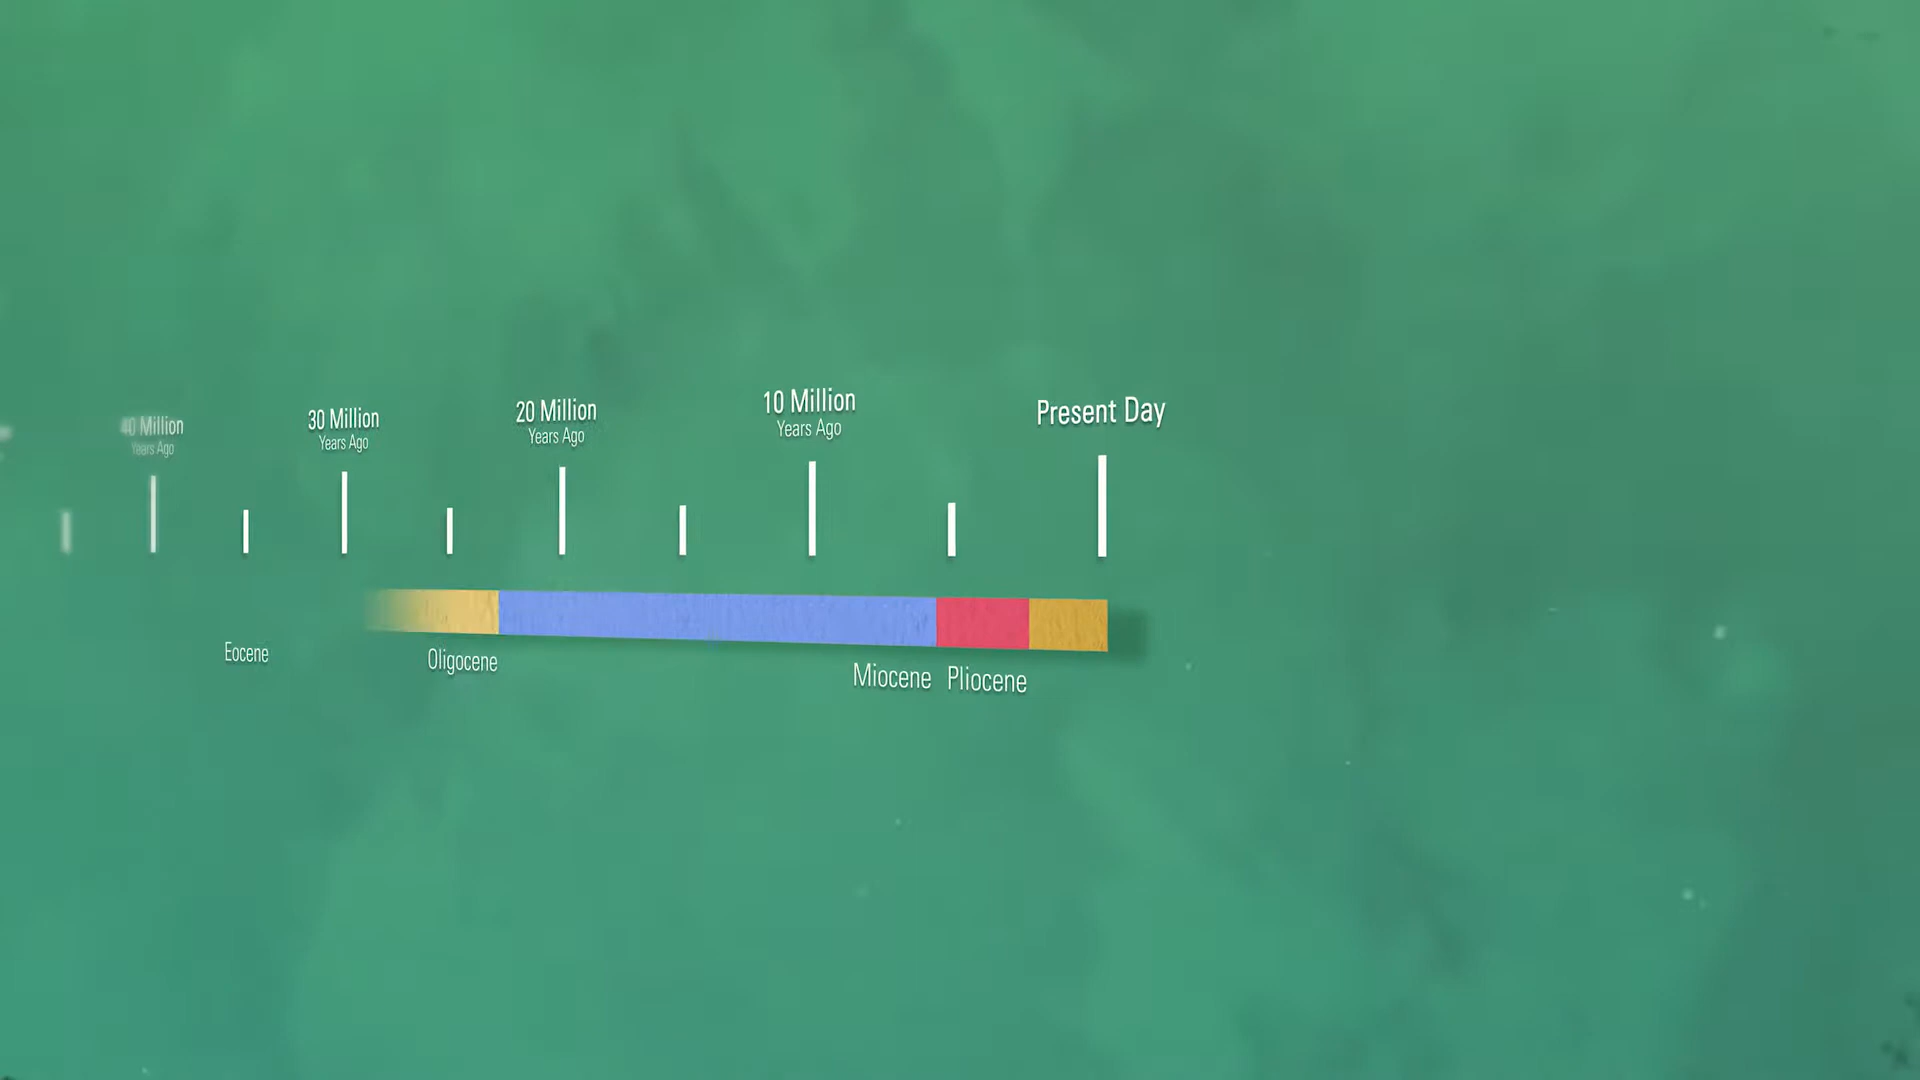 40 Million
Years Ago
30 Million
Years Ago
20 Million
Years Ago
10 Million
Years Ago
Present Day
Eocene
Oligocene
Miocene
Pliocene